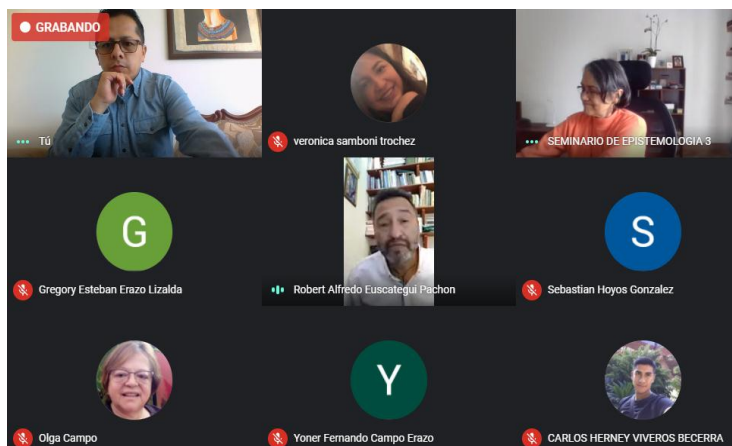 GRABANDO
Tú
veronica samboni trochez
SEMINARIO DE EPISTEMOLOGIA 3
G
Gregory Esteban Erazo Lizalda
Robert Alfredo Euscategui Pachon
S
Sebastian Hoyos Gonzalez
Olga Campo
Y
Yoner Fernando Campo Erazo
CARLOS HERNEY VIVEROS BECERRA